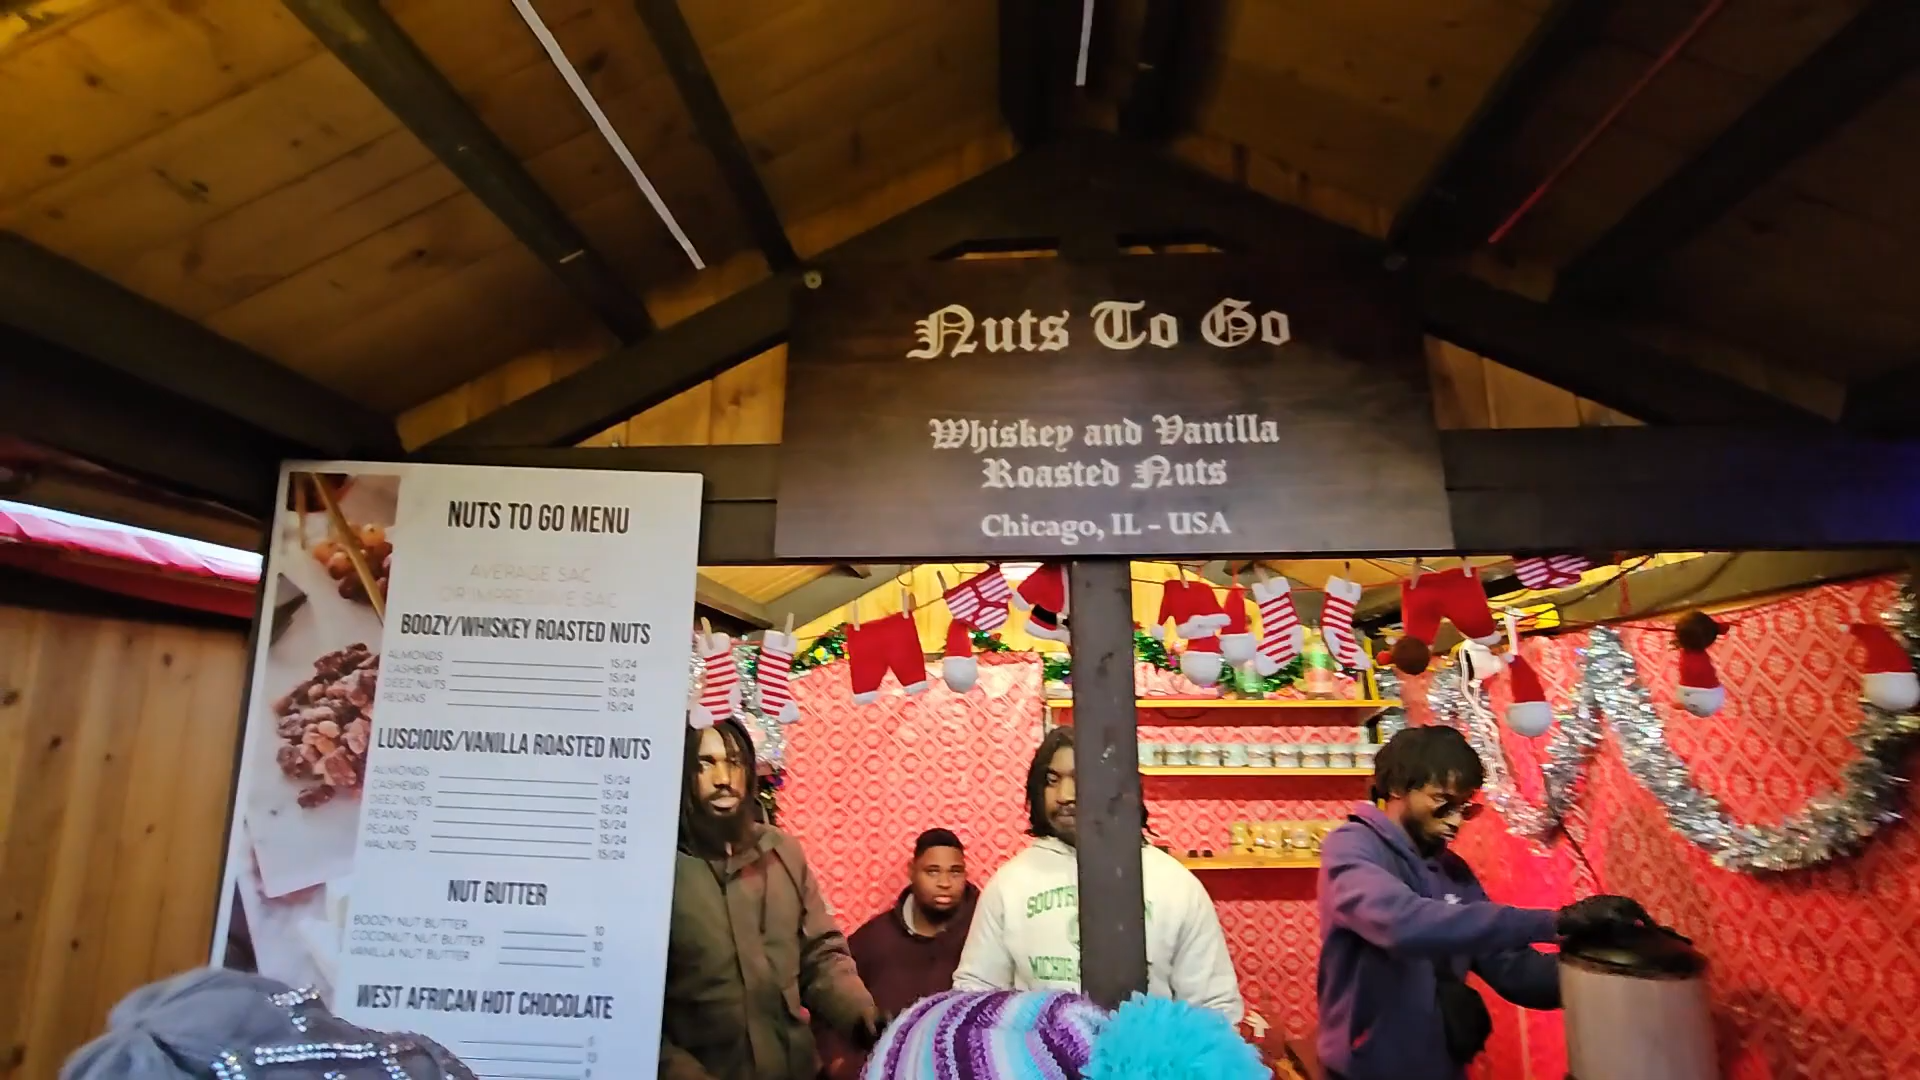 Nuts To Go
Whiskey and Vanilla
Roasted Nuts
Chicago, IL - USA
NUTS TO GO MENU
AVERAGE SAC
OR IMPRESSIVE SAC
BOOZY/WHISKEY ROASTED NUTS
ALMONDS 15/24
CASHEWS 15/24
DEEZ NUTS 15/24
PECANS 15/24
LUSCIOUS/VANILLA ROASTED NUTS
ALMONDS 15/24
CASHEWS 15/24
DEEZ NUTS 15/24
PEANUTS 15/24
PECANS 15/24
WALNUTS 15/24
NUT BUTTER
BOOZY NUT BUTTER 10
COCONUT NUT BUTTER 10
VANILLA NUT BUTTER 10
WEST AFRICAN HOT CHOCOLATE